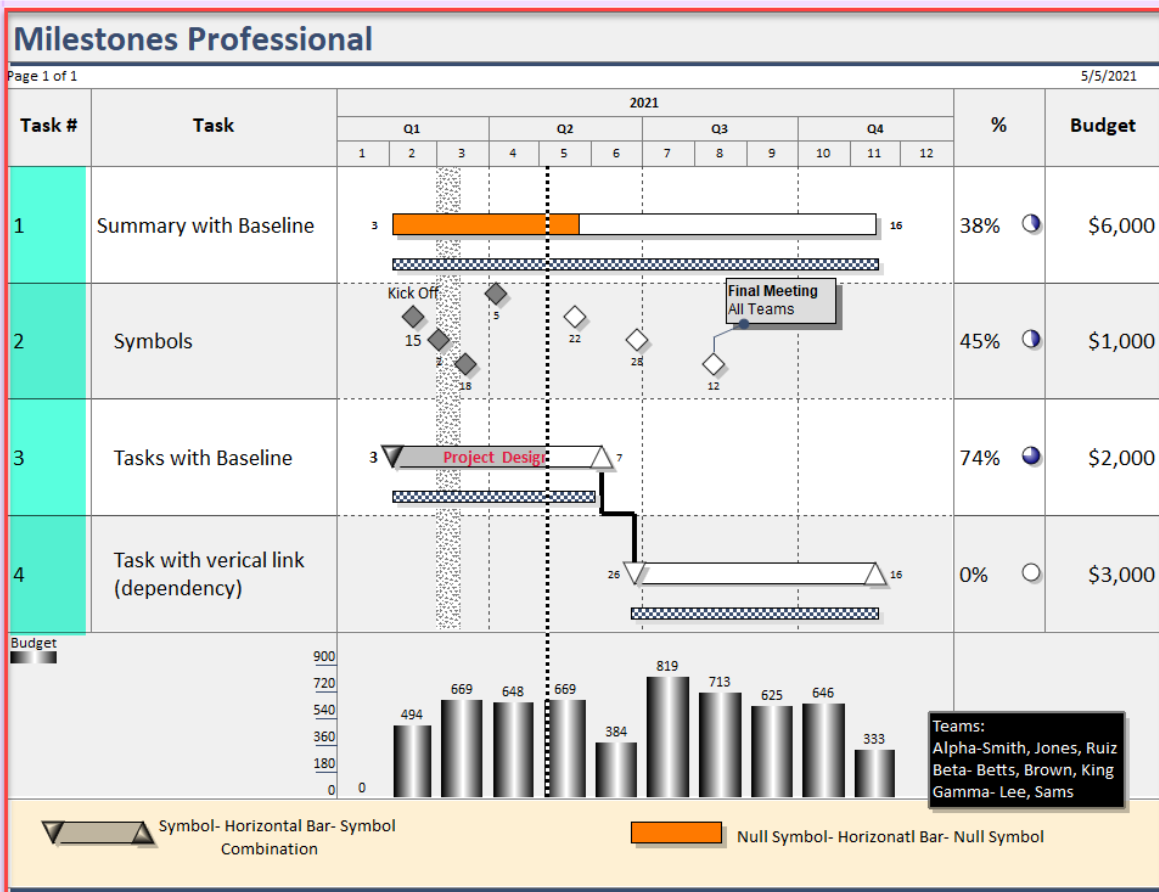 Milestones Professional
Page 1 of 1
5/5/2021
Task #
Task
2021
%
Budget
Q1
Q2
Q3
Q4
1
2
3
4
5
6
7
8
9
10
11
12
1
Summary with Baseline
3
16
38%
$6,000
2
Symbols
Kick Off
15
2
18
5
22
28
12
Final Meeting
All Teams
45%
$1,000
3
Tasks with Baseline
3
Project Design
7
74%
$2,000
4
Task with verical link
(dependency)
26
16
0%
$3,000
Budget
900
720
540
360
180
0
0
494
669
648
669
384
819
713
625
646
333
Teams:
Alpha-Smith, Jones, Ruiz
Beta- Betts, Brown, King
Gamma- Lee, Sams
Symbol- Horizontal Bar- Symbol
Combination
Null Symbol- Horizonatl Bar- Null Symbol